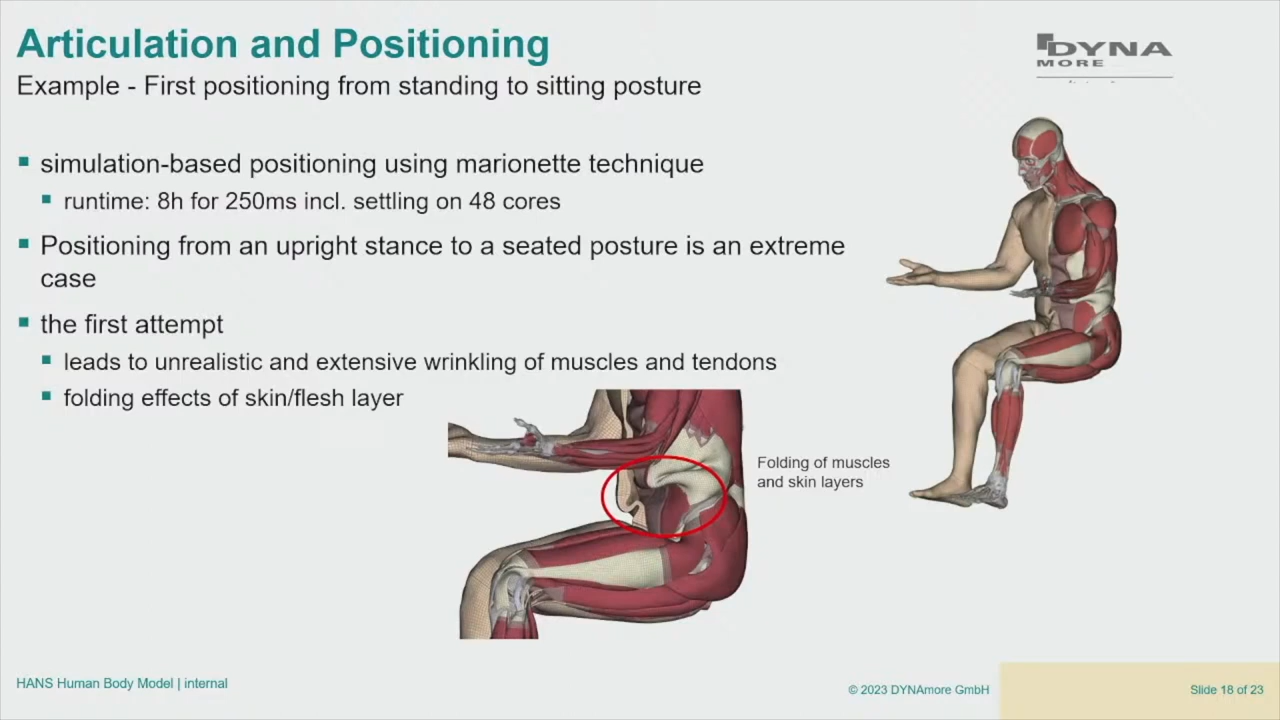 Articulation and Positioning
Example - First positioning from standing to sitting posture
DYNA
MORE
simulation-based positioning using marionette technique
runtime: 8h for 250ms incl. settling on 48 cores
Positioning from an upright stance to a seated posture is an extreme
case
the first attempt
leads to unrealistic and extensive wrinkling of muscles and tendons
folding effects of skin/flesh layer
Folding of muscles
and skin layers
HANS Human Body Model | internal
© 2023 DYNAmore GmbH
Slide 18 of 23